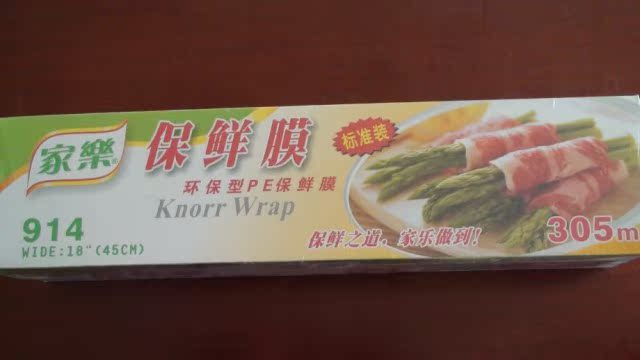 家樂®
保鲜膜
标准装
环保型PE保鲜膜
Knorr Wrap
914
WIDE:18"(45CM)
保鲜之道，家乐做到!
305m